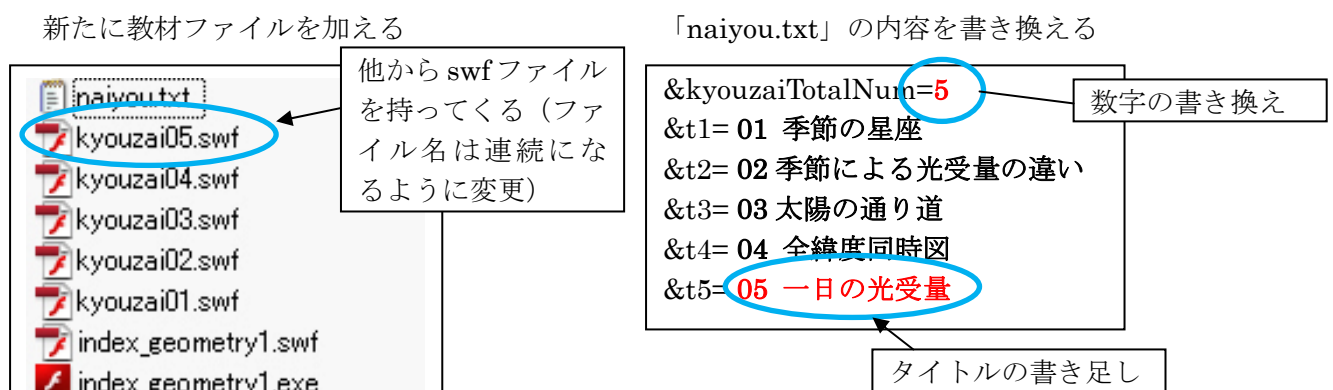 新たに教材ファイルを加える
「naiyou.txt」の内容を書き換える
naiyou.txt
kyouzai05.swf
kyouzai04.swf
kyouzai03.swf
kyouzai02.swf
kyouzai01.swf
index_geometry1.swf
index_geometry1.exe
他から swf ファイル
を持ってくる（ファ
イル名は連続にな
るように変更）
&kyouzaiTotalNum=5
&t1= 01 季節の星座
&t2= 02 季節による光受量の違い
&t3= 03 太陽の通り道
&t4= 04 全緯度同時図
&t5= 05 一日の光受量
数字の書き換え
タイトルの書き足し